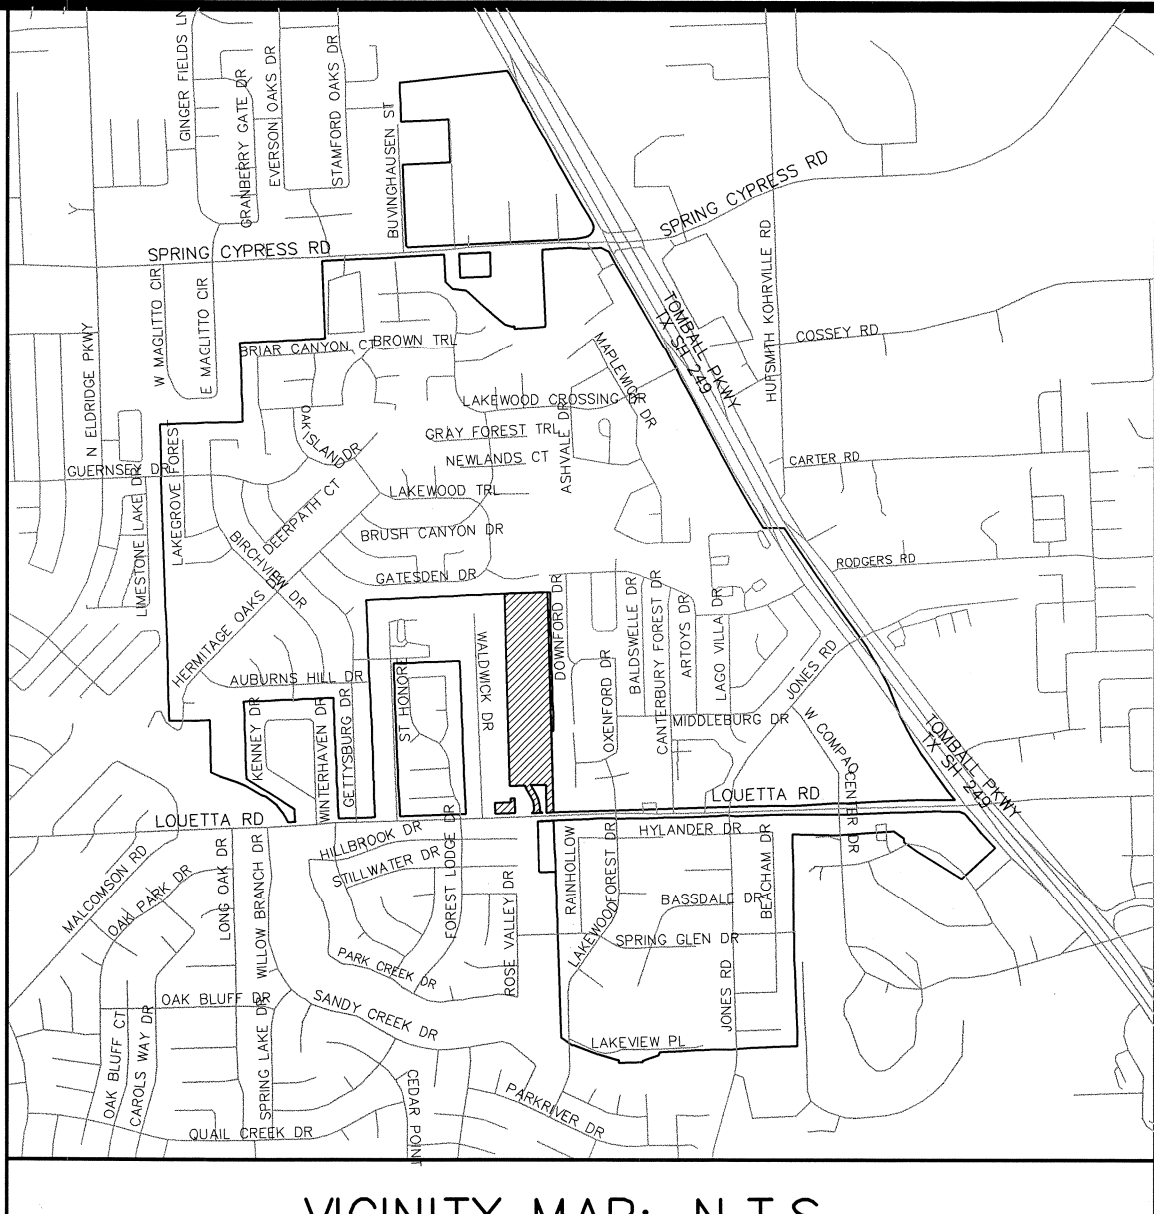 GINGER FIELDS LN
GRANBERRY GATE DR
EVERSON OAKS DR
STAMFORD OAKS DR
BUVINGHAUSEN ST
SPRING CYPRESS RD
SPRING CYPRESS RD
HUFSMITH KOHRVILLE RD
W MAGLITTO CIR
E MAGLITTO CIR
N ELDRIDGE PKWY
TOMBALL PKWY
TX SH 249
COSSEY RD
BRIAR CANYON CT
BROWN TRL
MAPLEWICK DR
LAKEWOOD CROSSING DR
OAK ISLAND DR
GRAY FOREST TRL
ASHVALE DR
NEWLANDS CT
CARTER RD
GUERNSEY DR
LAKEGROVE FOREST
LIMESTONE LAKE DR
DEERPATH CT
LAKEWOOD TRL
BRUSH CANYON DR
BIRCHVIEW DR
GATESDEN DR
RODGERS RD
HERMITAGE OAKS DR
DOWNFORD DR
BALDSWELLE DR
CANTERBURY FOREST DR
ARTOYS DR
LAGO VILLA DR
WALDWICK DR
JONES RD
AUBURNS HILL DR
ST HONORE
OXENFORD DR
KENNEY DR
WINTERHAVEN DR
GETTYSBURG DR
MIDDLEBURG DR
W COMPAQ CENTER DR
TOMBALL PKWY
TX SH 249
LOUETTA RD
LOUETTA RD
HILLBROOK DR
STILLWATER DR
FOREST LODGE DR
RAINHOLLOW
LAKEWOOD FOREST DR
HYLANDER DR
BEACHAM DR
MALCOMSON RD
OAK PARK DR
LONG OAK DR
WILLOW BRANCH DR
ROSE VALLEY DR
BASSDALE DR
SPRING GLEN DR
PARK CREEK DR
JONES RD
OAK BLUFF DR
SANDY CREEK DR
OAK BLUFF CT
CAROLS WAY DR
SPRING LAKE DR
LAKEVIEW PL
CEDAR POINT
PARKRIVER DR
QUAIL CREEK DR
VICINITY MAP: N.T.S.